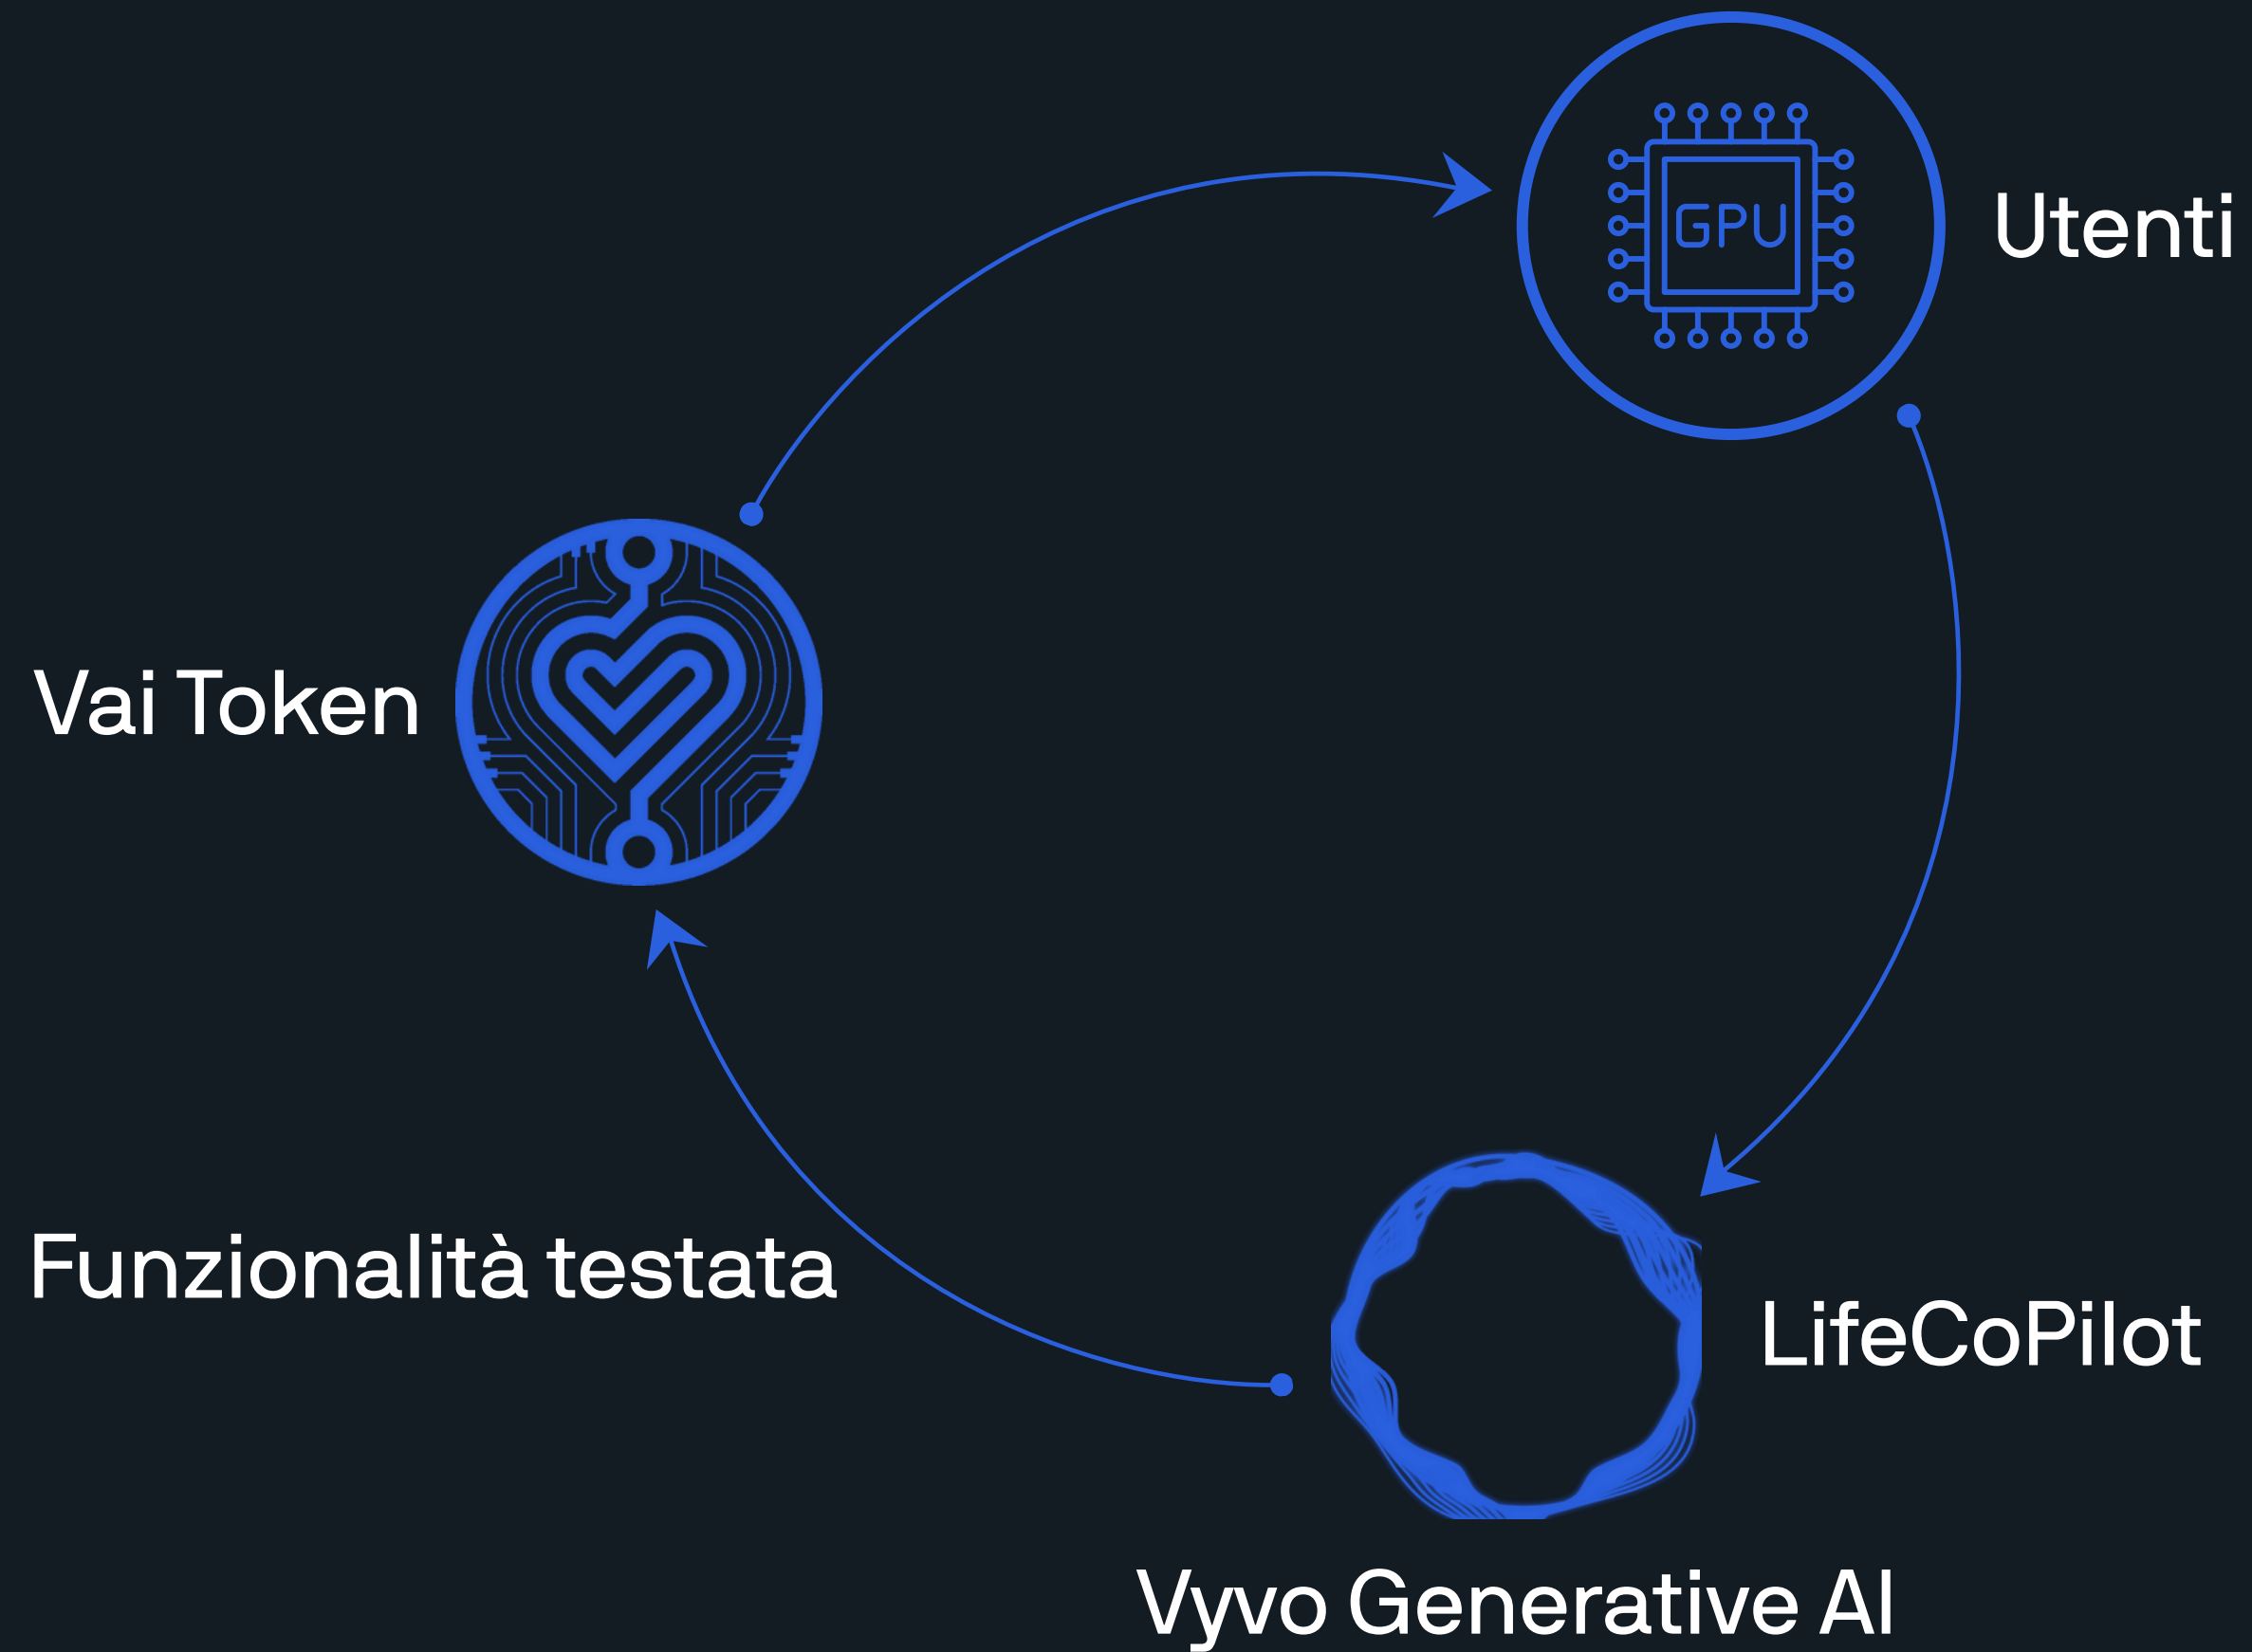 GPU
Utenti
Vai Token
Funzionalità testata
LifeCoPilot
Vyvo Generative AI